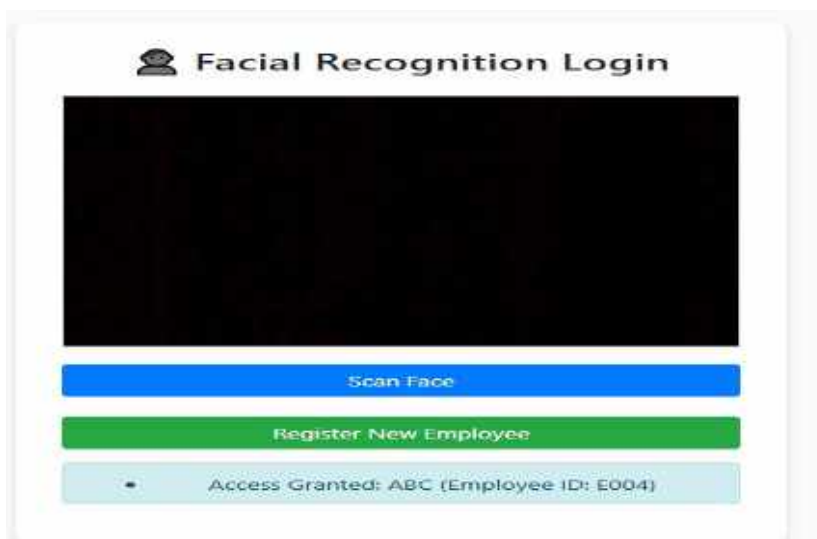 Facial Recognition Login
Scan Face
Register New Employee
Access Granted: ABC (Employee ID: E004)